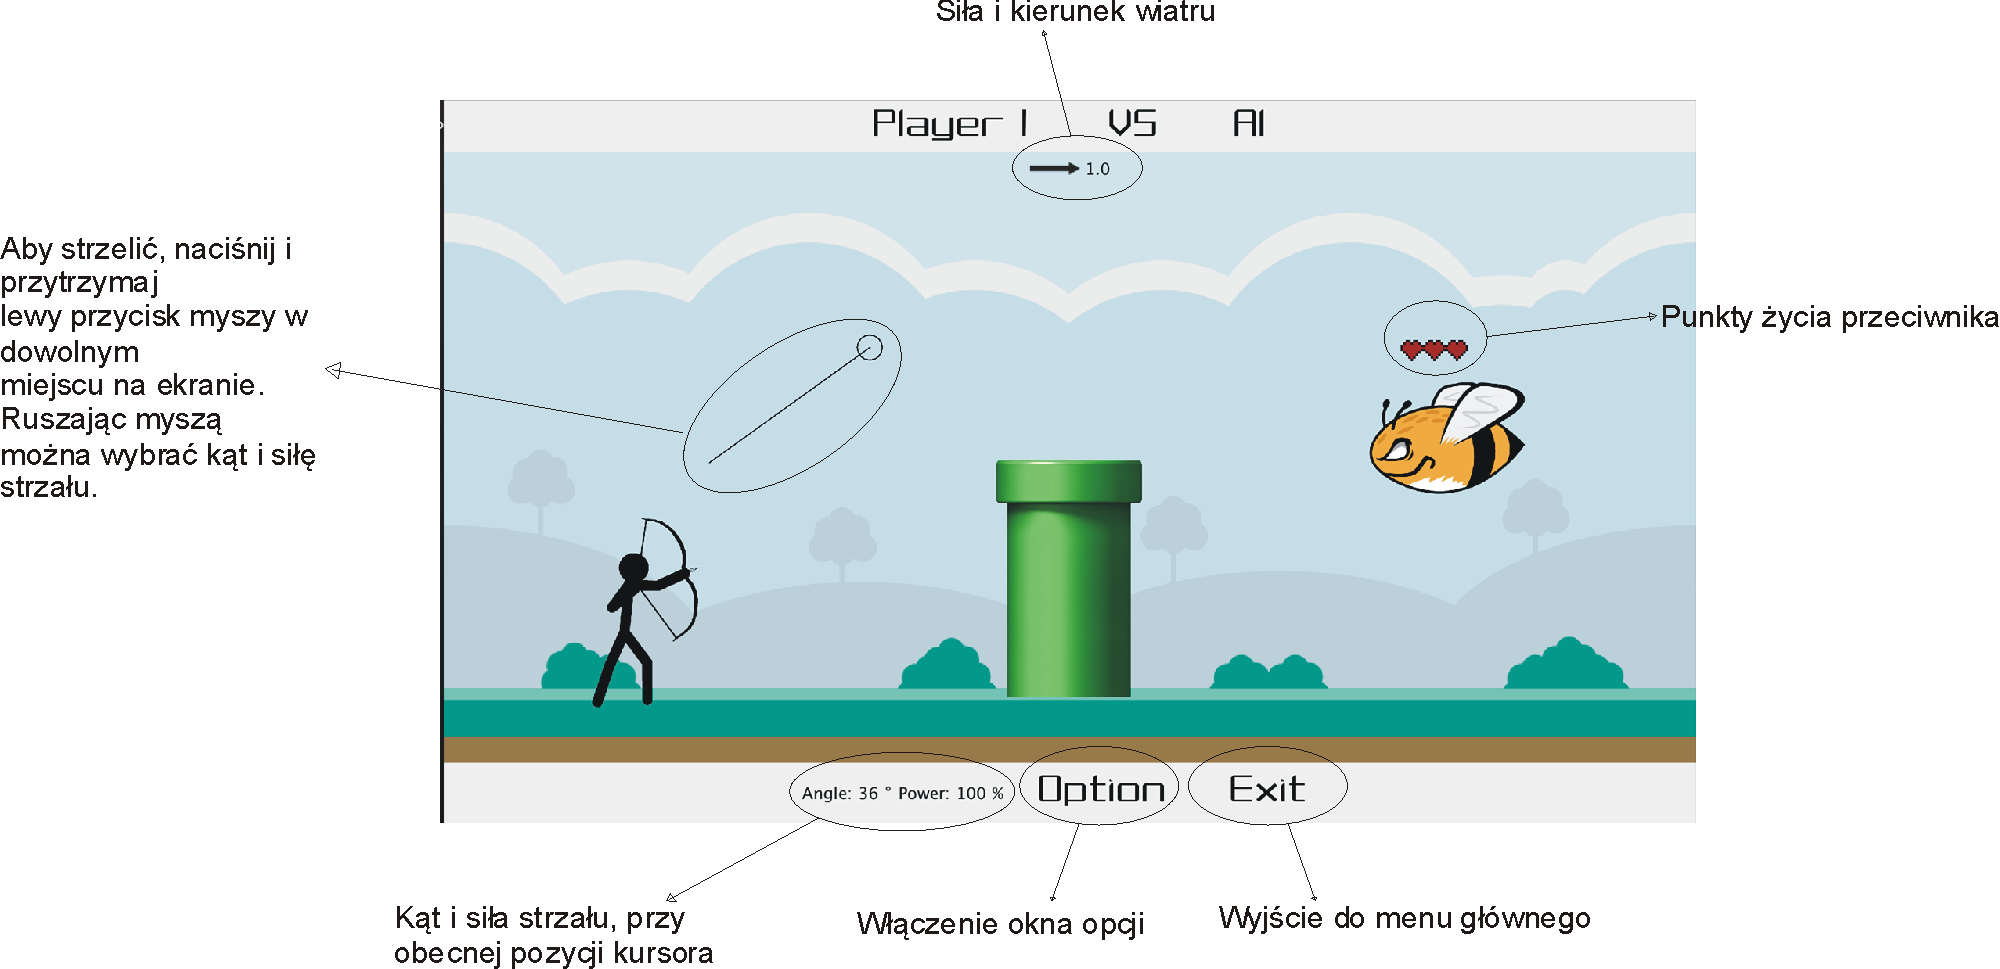 Siła i kierunek wiatru
Player 1 VS AI
1.0
Aby strzelić, naciśnij i
przytrzymaj
lewy przycisk myszy w
dowolnym
miejscu na ekranie.
Ruszając myszą
można wybrać kąt i siłę
strzału.
Punkty życia przeciwnika
Angle: 36 ° Power: 100 %
Option
Exit
Kąt i siła strzału, przy
obecnej pozycji kursora
Włączenie okna opcji
Wyjście do menu głównego